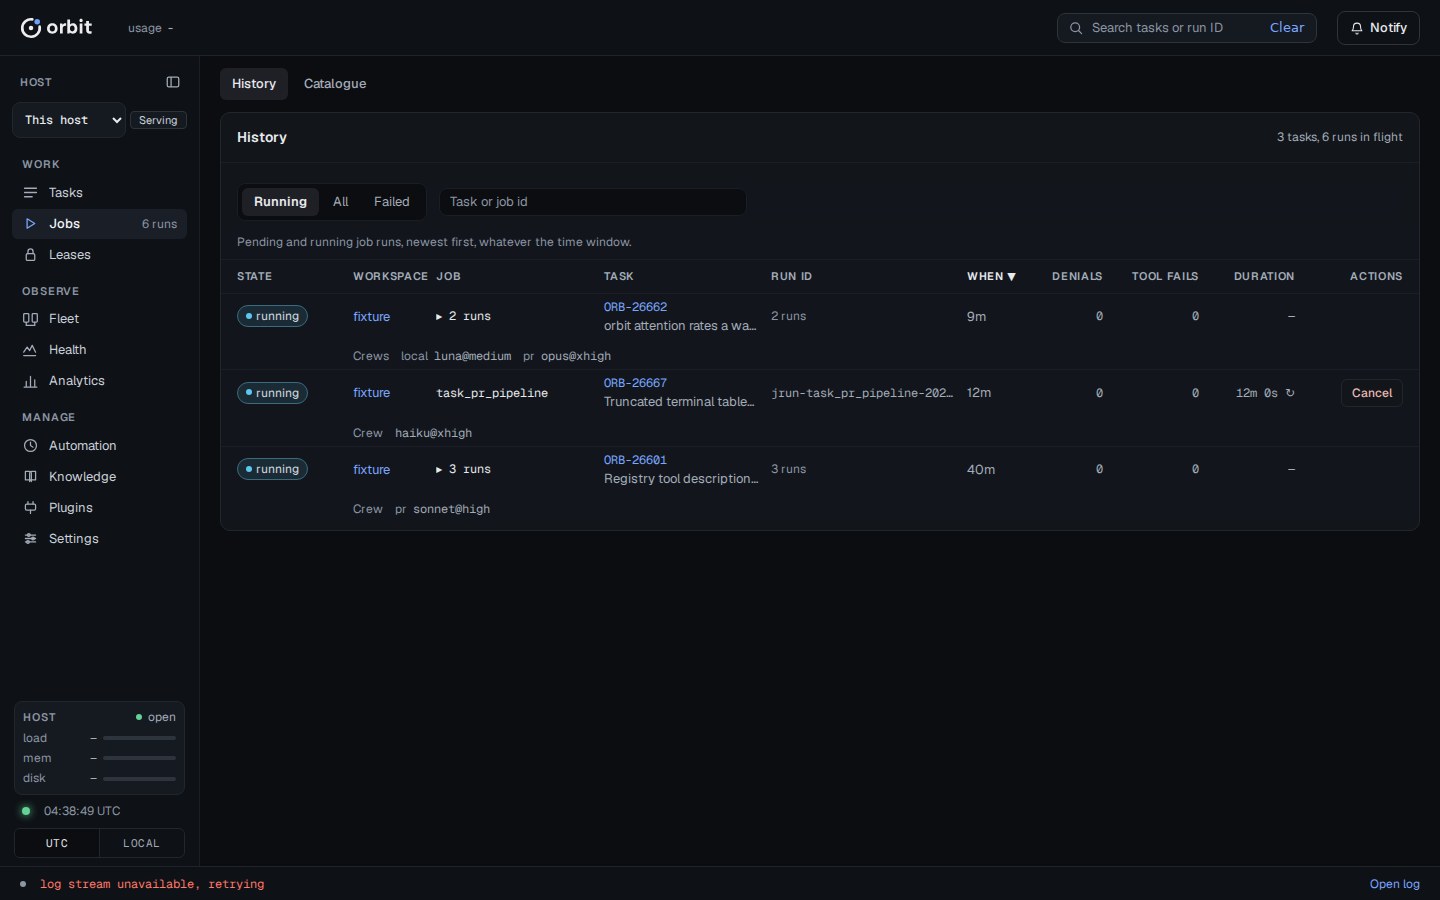 orbit
usage -
Search tasks or run ID Clear
Notify
HOST
This host Serving
WORK
Tasks
Jobs 6 runs
Leases
OBSERVE
Fleet
Health
Analytics
MANAGE
Automation
Knowledge
Plugins
Settings
HOST open
load –
mem –
disk –
04:38:49 UTC
UTC LOCAL
History Catalogue
History 3 tasks, 6 runs in flight
Running All Failed Task or job id
Pending and running job runs, newest first, whatever the time window.
STATE WORKSPACE JOB TASK RUN ID WHEN ▼ DENIALS TOOL FAILS DURATION ACTIONS
running fixture ▸ 2 runs ORB-26662 2 runs 9m 0 0 –
orbit attention rates a wa…
Crews local luna@medium pr opus@xhigh
running fixture task_pr_pipeline ORB-26667 jrun-task_pr_pipeline-202… 12m 0 0 12m 0s ↻ Cancel
Truncated terminal table…
Crew haiku@xhigh
running fixture ▸ 3 runs ORB-26601 3 runs 40m 0 0 –
Registry tool description…
Crew pr sonnet@high
log stream unavailable, retrying Open log